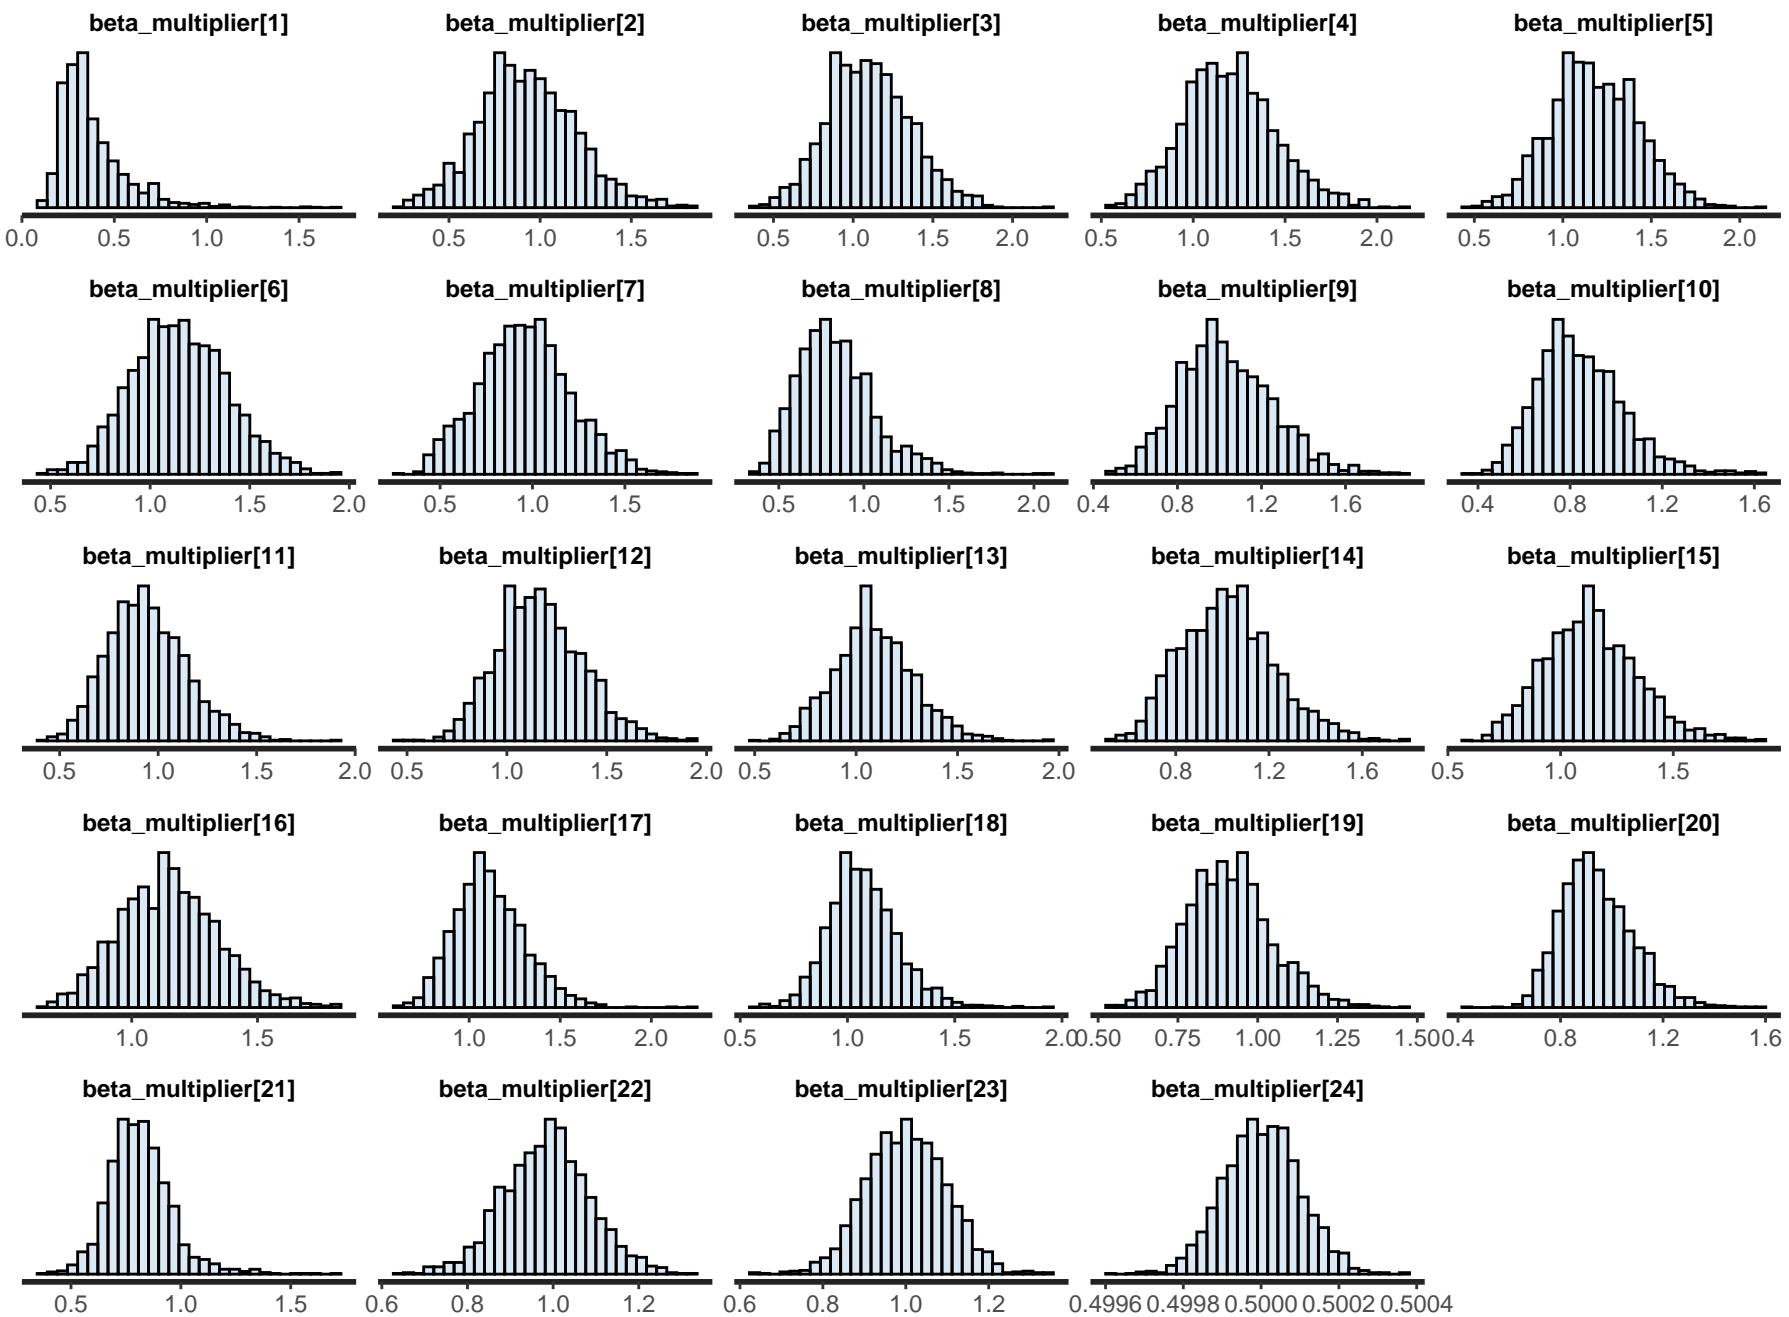 beta_multiplier[1] beta_multiplier[2] beta_multiplier[3] beta_multiplier[4] beta_multiplier[5]
0.0 0.5 1.0 1.5 0.5 1.0 1.5 0.5 1.0 1.5 2.0 0.5 1.0 1.5 2.0 0.5 1.0 1.5 2.0
beta_multiplier[6] beta_multiplier[7] beta_multiplier[8] beta_multiplier[9] beta_multiplier[10]
0.5 1.0 1.5 2.0 0.5 1.0 1.5 0.5 1.0 1.5 2.0 0.4 0.8 1.2 1.6 0.4 0.8 1.2 1.6
beta_multiplier[11] beta_multiplier[12] beta_multiplier[13] beta_multiplier[14] beta_multiplier[15]
0.5 1.0 1.5 2.0 0.5 1.0 1.5 2.0 0.5 1.0 1.5 2.0 0.8 1.2 1.6 0.5 1.0 1.5
beta_multiplier[16] beta_multiplier[17] beta_multiplier[18] beta_multiplier[19] beta_multiplier[20]
1.0 1.5 1.0 1.5 2.0 0.5 1.0 1.5 2.0 0.50 0.75 1.00 1.25 1.50 0.4 0.8 1.2 1.6
beta_multiplier[21] beta_multiplier[22] beta_multiplier[23] beta_multiplier[24]
0.5 1.0 1.5 0.6 0.8 1.0 1.2 0.6 0.8 1.0 1.2 0.4996 0.4998 0.5000 0.5002 0.5004